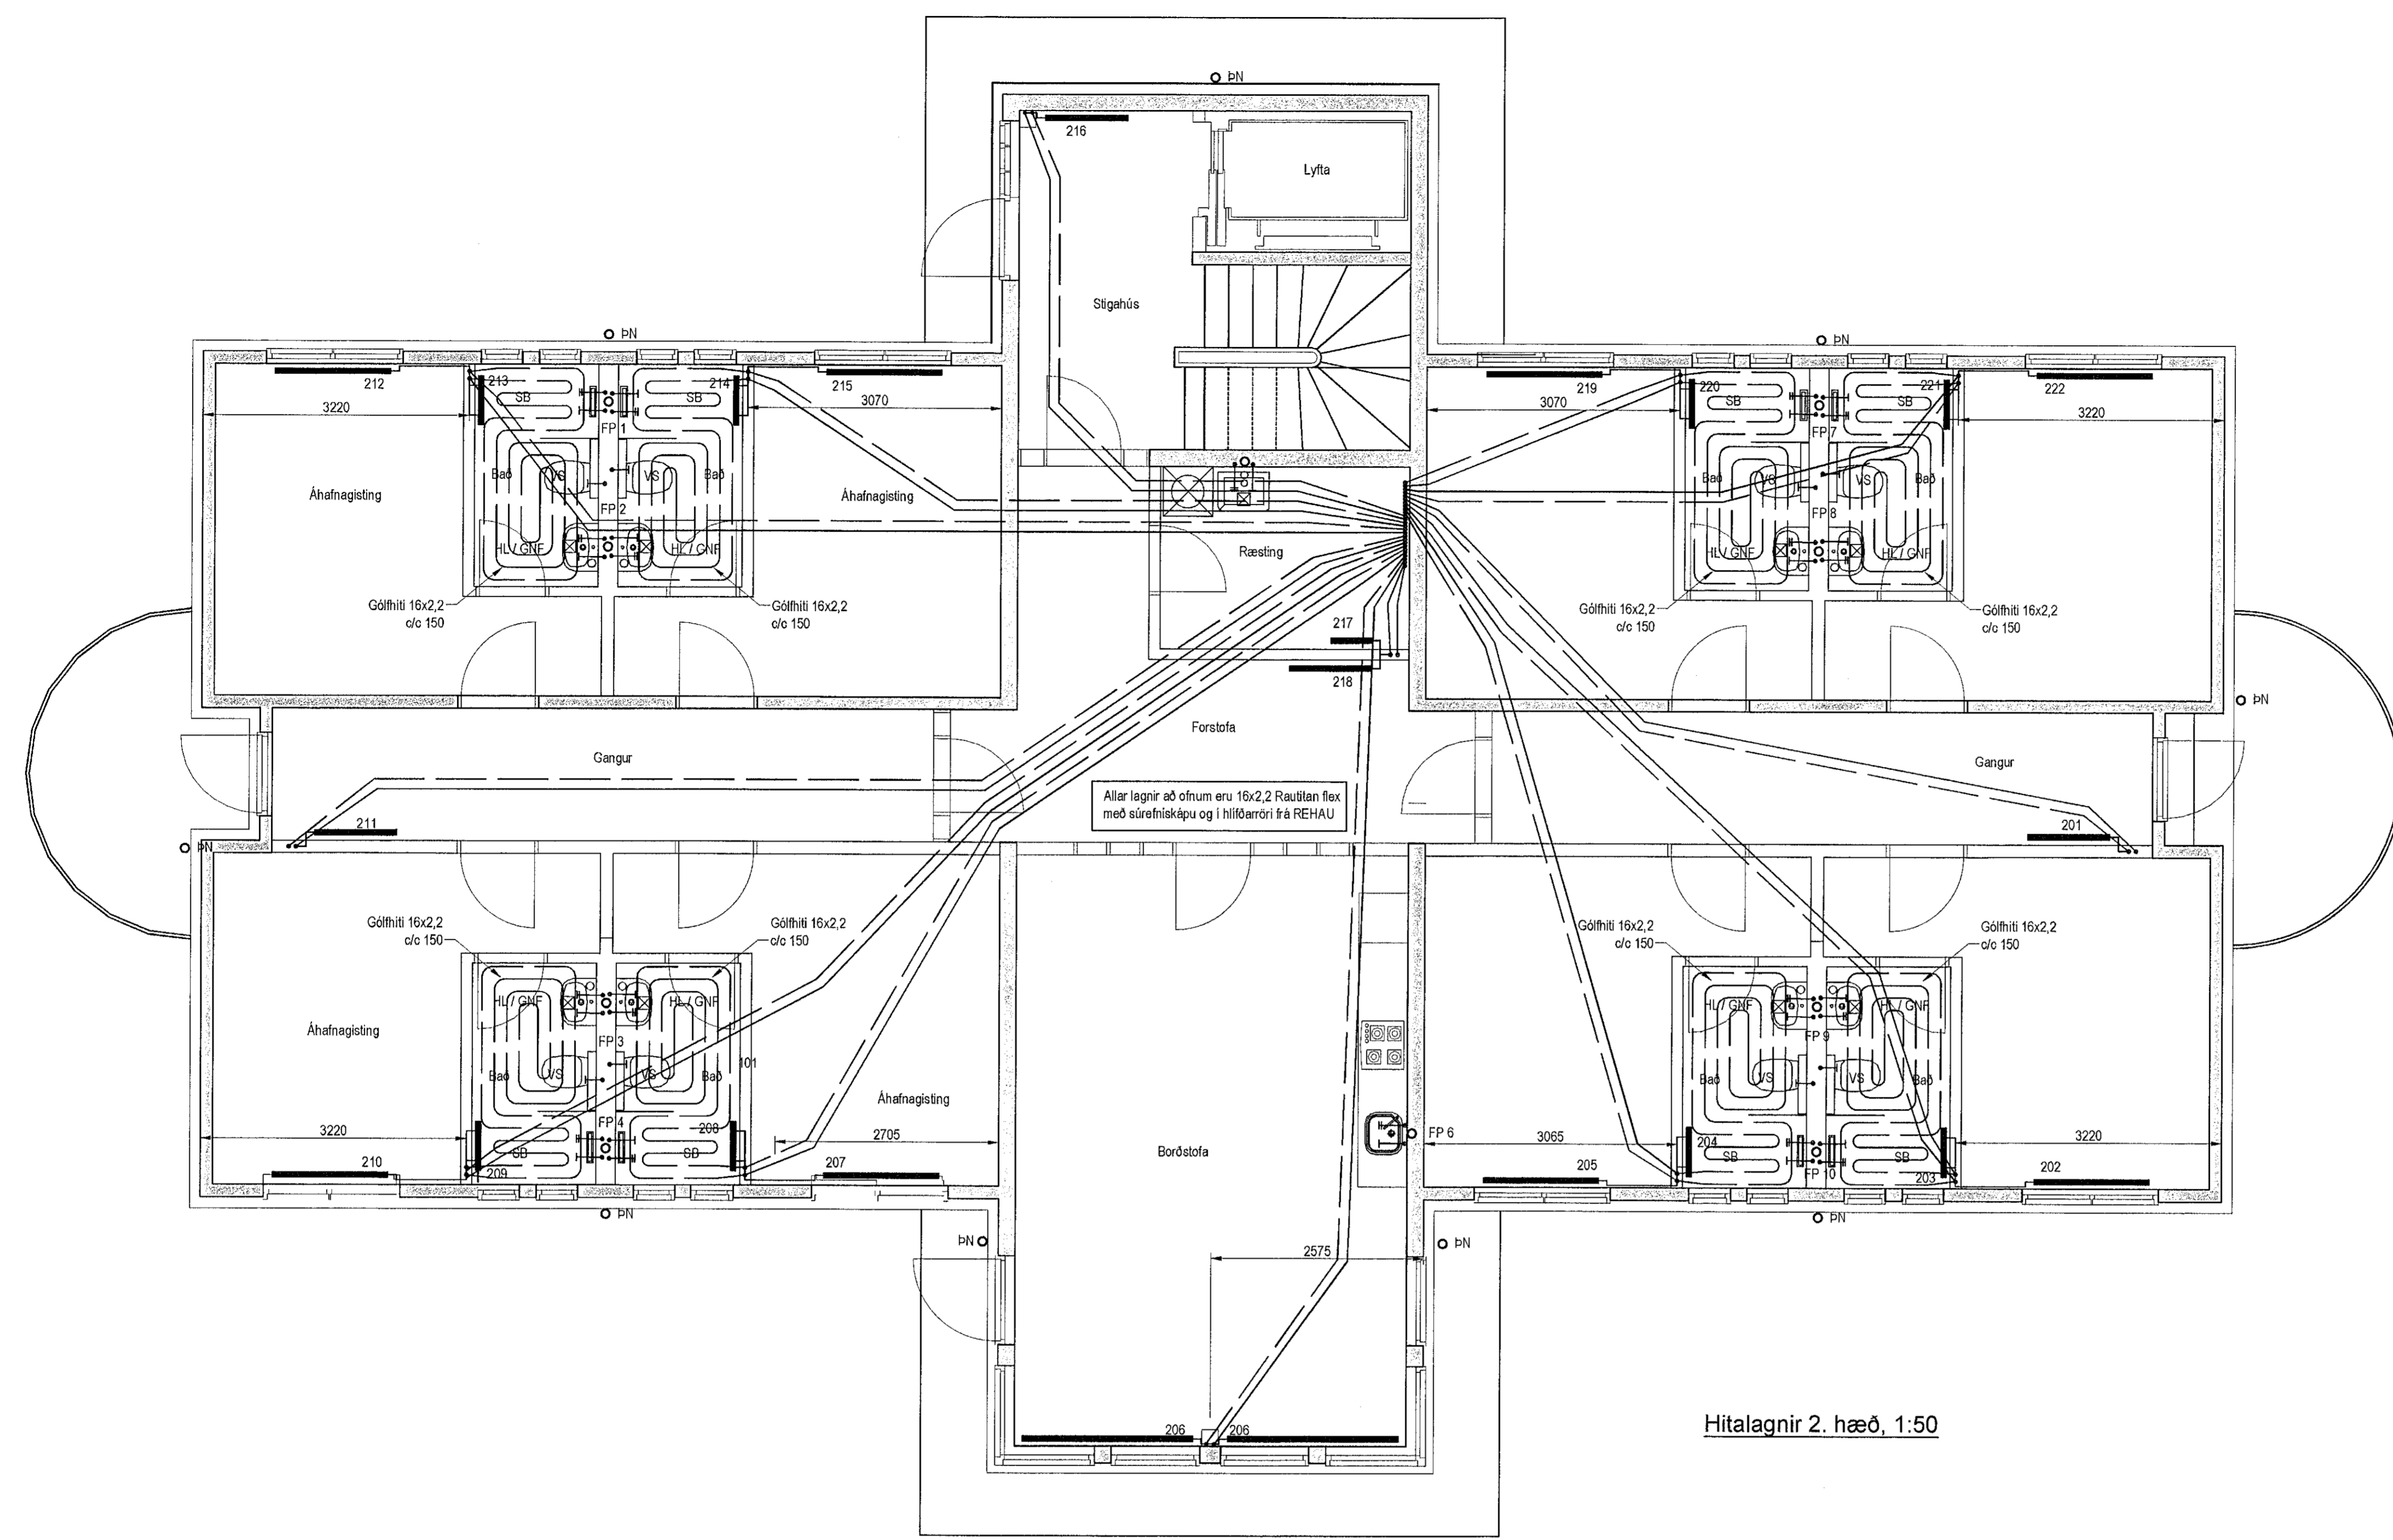 ÞN
216
Lyfta
Stigahús
ÞN
ÞN
212
213
214
215
219
220
221
222
3220
SB
SB
3070
3070
SB
SB
3220
FP 1
FP 7
Áhafnagisting
Bað
VS
VS
Bað
Áhafnagisting
Bað
VS
VS
Bað
FP 2
FP 8
HL / GNF
HL / GNF
Ræsting
HL / GNF
HL / GNF
Gólfhiti 16x2,2
c/c 150
Gólfhiti 16x2,2
c/c 150
217
218
Gólfhiti 16x2,2
c/c 150
Gólfhiti 16x2,2
c/c 150
ÞN
Gangur
Forstofa
Gangur
Allar lagnir að ofnum eru 16x2,2 Rautitan flex
með súrefniskápu og í hlífðarröri frá REHAU
211
201
ÞN
Gólfhiti 16x2,2
c/c 150
Gólfhiti 16x2,2
c/c 150
Gólfhiti 16x2,2
c/c 150
Gólfhiti 16x2,2
c/c 150
HL / GNF
HL / GNF
HL / GNF
HL / GNF
Áhafnagisting
FP 3
101
FP 9
Bað
VS
VS
Bað
Bað
VS
VS
Bað
Áhafnagisting
3220
FP 4
208
2705
FP 6
3065
204
3220
SB
SB
Borðstofa
SB
SB
210
209
207
205
FP 10
203
202
ÞN
ÞN
ÞN
ÞN
2575
206
206
Hitalagnir 2. hæð, 1:50